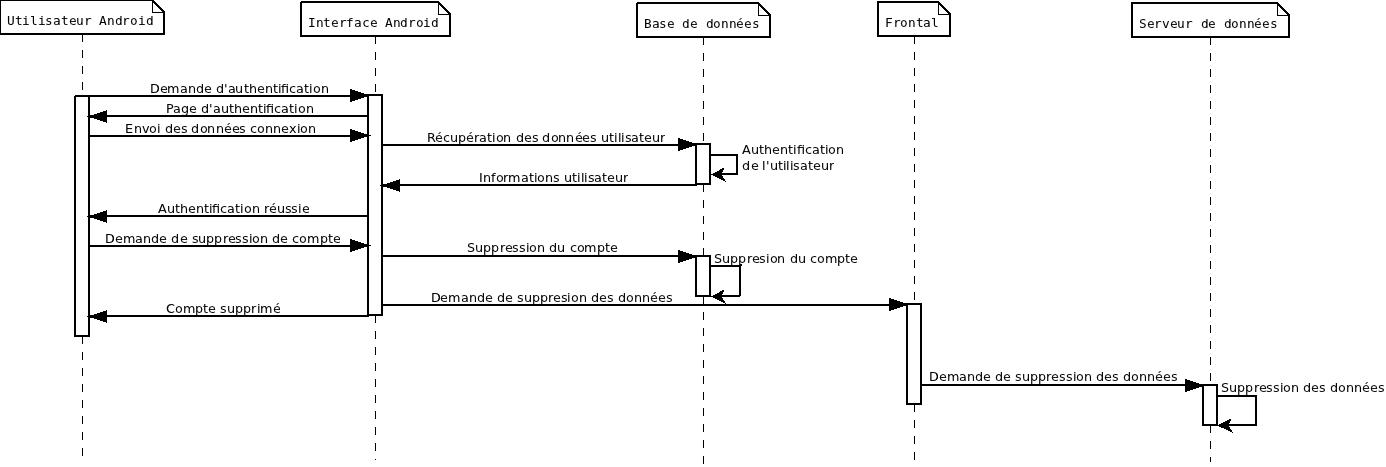 Utilisateur Android
Interface Android
Base de données
Frontal
Serveur de données
Demande d'authentification
Page d'authentification
Envoi des données connexion
Récupération des données utilisateur
Authentification
de l'utilisateur
Informations utilisateur
Authentification réussie
Demande de suppression de compte
Suppression du compte
Suppresion du compte
Demande de suppresion des données
Compte supprimé
Demande de suppression des données
Suppression des données